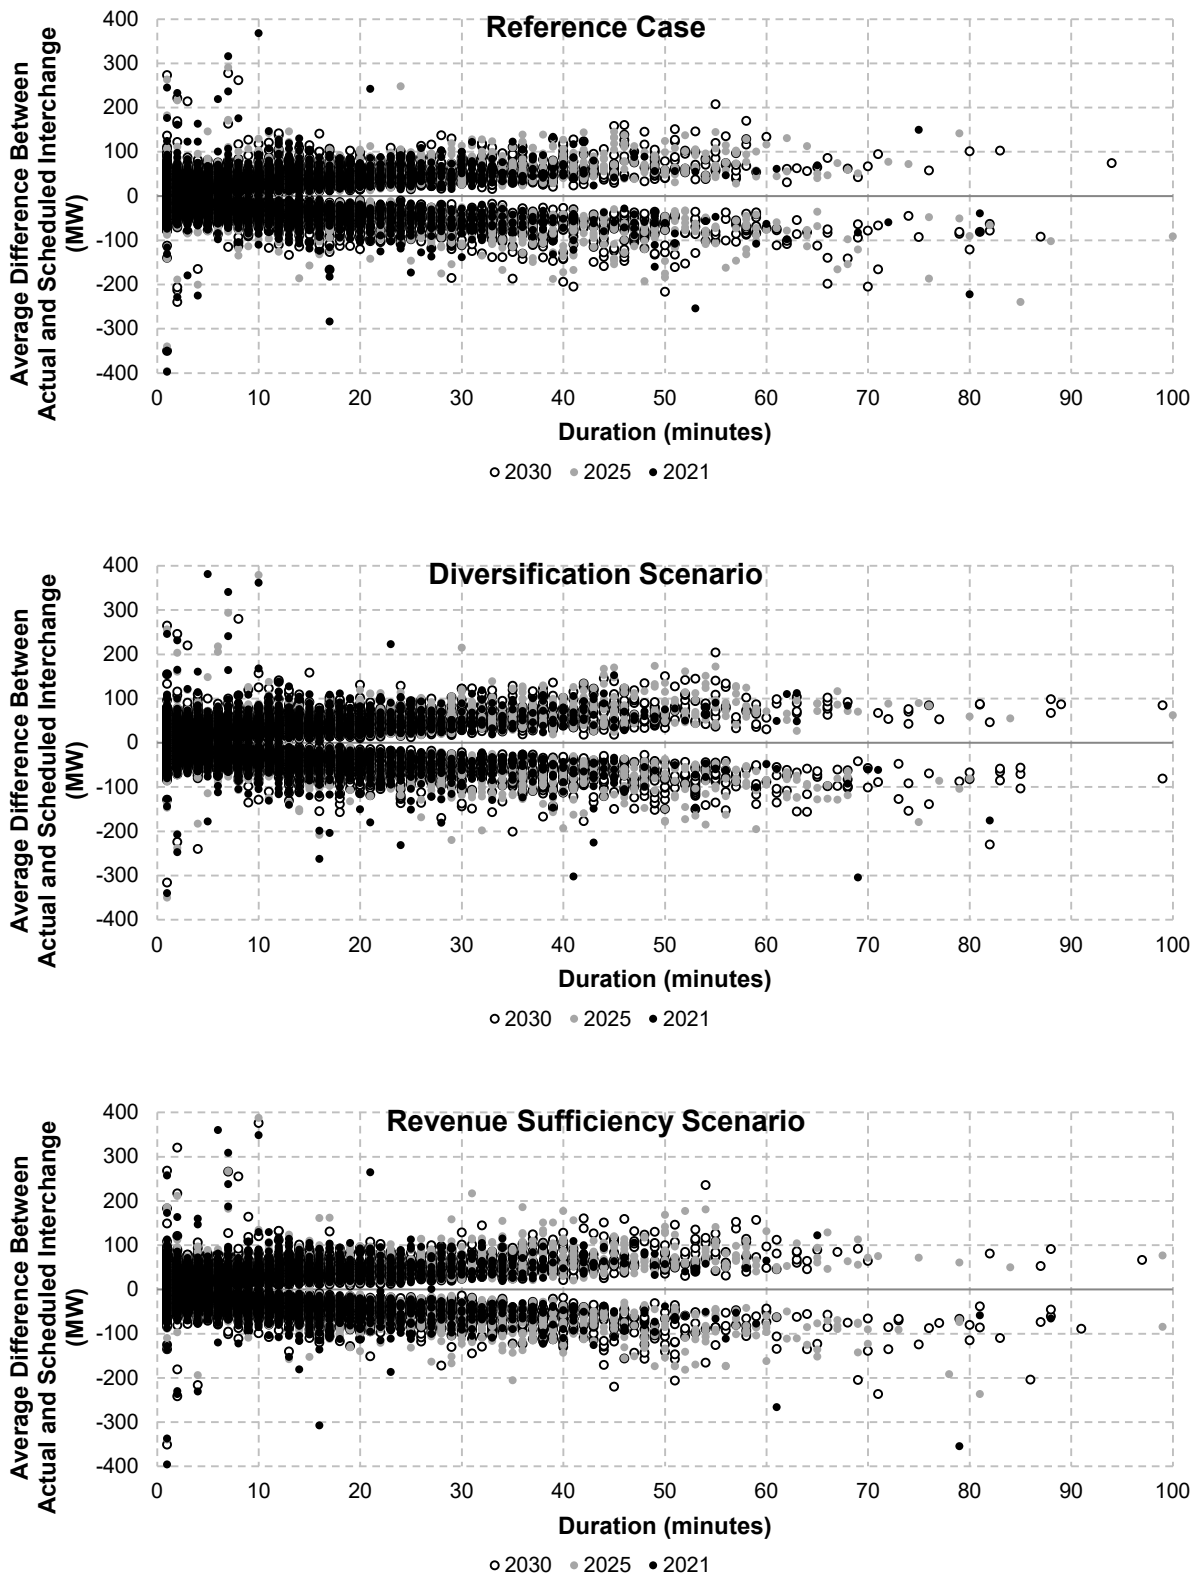 Reference Case
Average Difference Between
Actual and Scheduled Interchange
(MW)
400
300
200
100
0
-100
-200
-300
-400
0 10 20 30 40 50 60 70 80 90 100
Duration (minutes)
2030 2025 2021
Diversification Scenario
Average Difference Between
Actual and Scheduled Interchange
(MW)
400
300
200
100
0
-100
-200
-300
-400
0 10 20 30 40 50 60 70 80 90 100
Duration (minutes)
2030 2025 2021
Revenue Sufficiency Scenario
Average Difference Between
Actual and Scheduled Interchange
(MW)
400
300
200
100
0
-100
-200
-300
-400
0 10 20 30 40 50 60 70 80 90 100
Duration (minutes)
2030 2025 2021